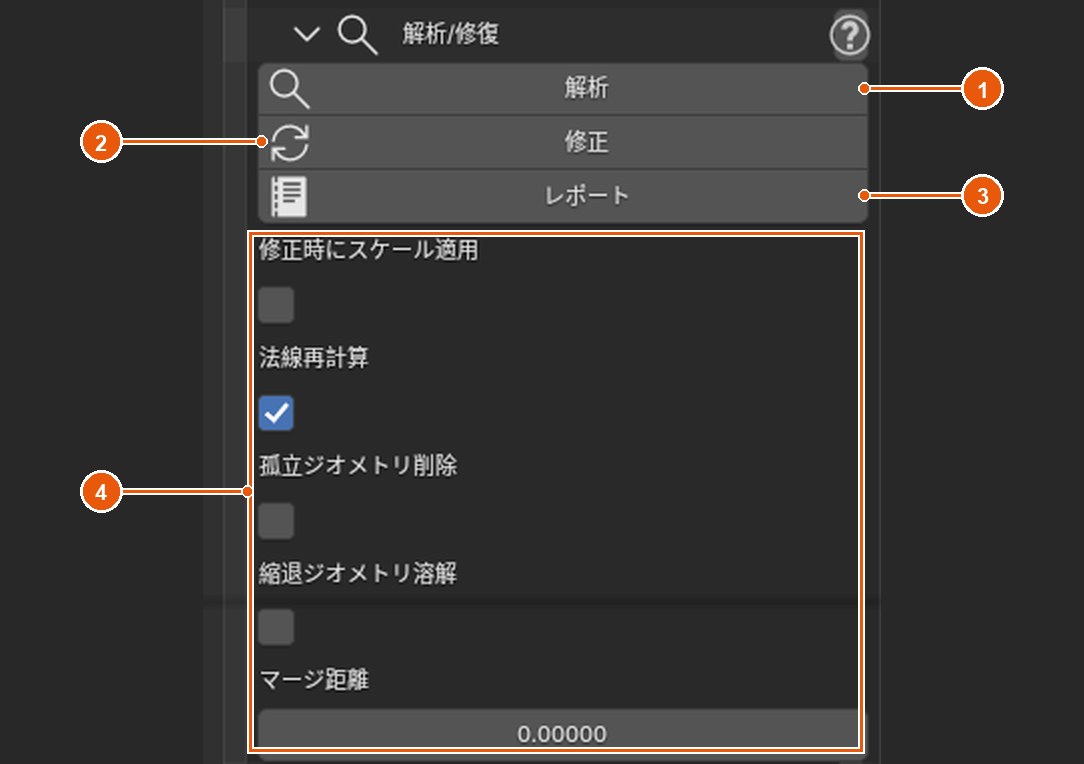 解析/修復
?
解析
1
2
修正
レポート
3
修正時にスケール適用
法線再計算
孤立ジオメトリ削除
4
縮退ジオメトリ溶解
マージ距離
0.00000